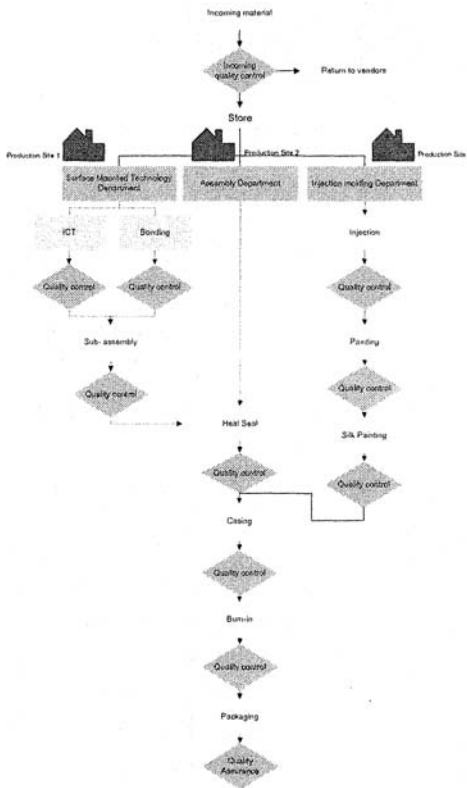 Incoming material
Incoming
quality control
Return to vendors
Store
Production Site 1
Production Site 2
Production Site
Surface Mounted Technology
Department
Assembly Department
Injection molding Department
ICT
Bonding
Injection
Quality control
Quality control
Quality control
Sub- assembly
Painting
Quality control
Quality control
Heat Seal
Silk Painting
Quality control
Quality control
Casing
Quality control
Burn-in
Quality control
Packaging
Quality
Assurance